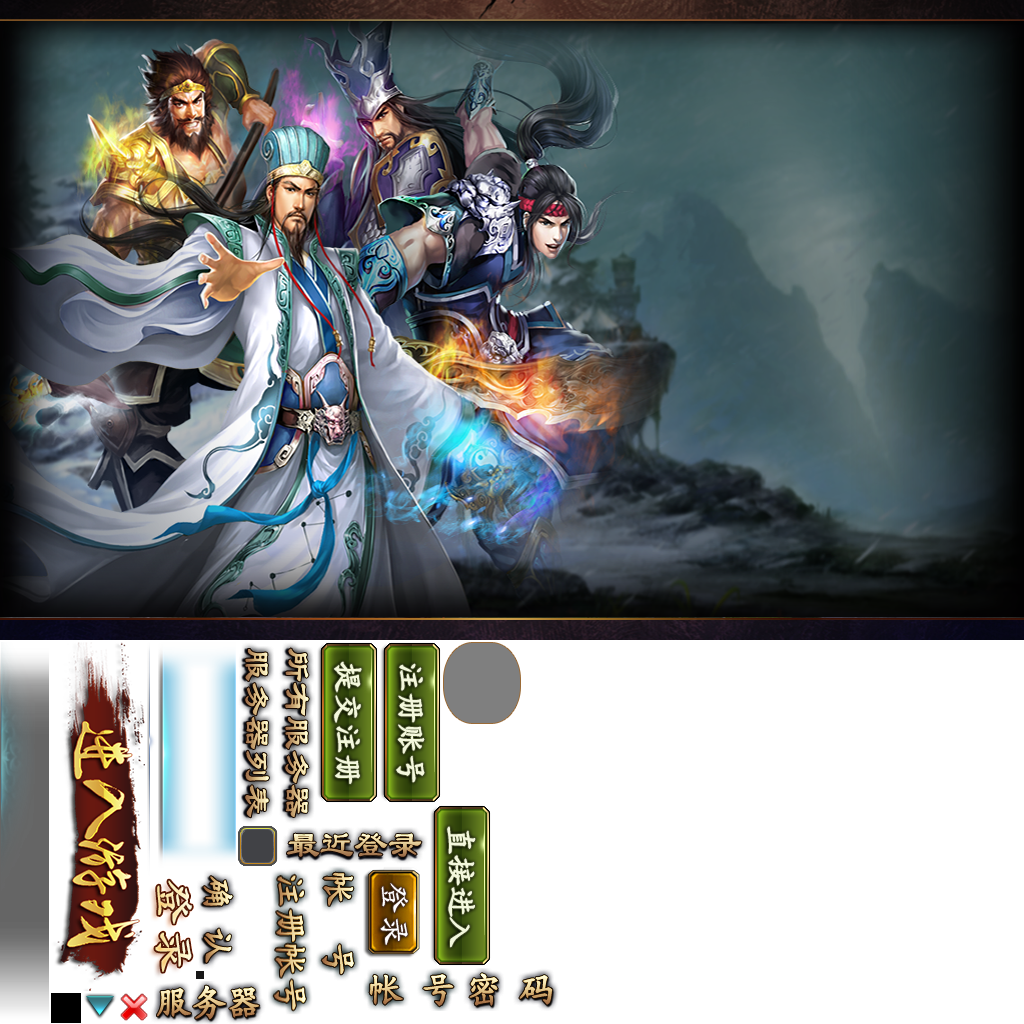 进入游戏
服务器列表
所有服务器
提交注册
注册账号
最近登录
直接进入
登录
确认
注册帐号
帐 号
登录
服务器
帐 号
密 码